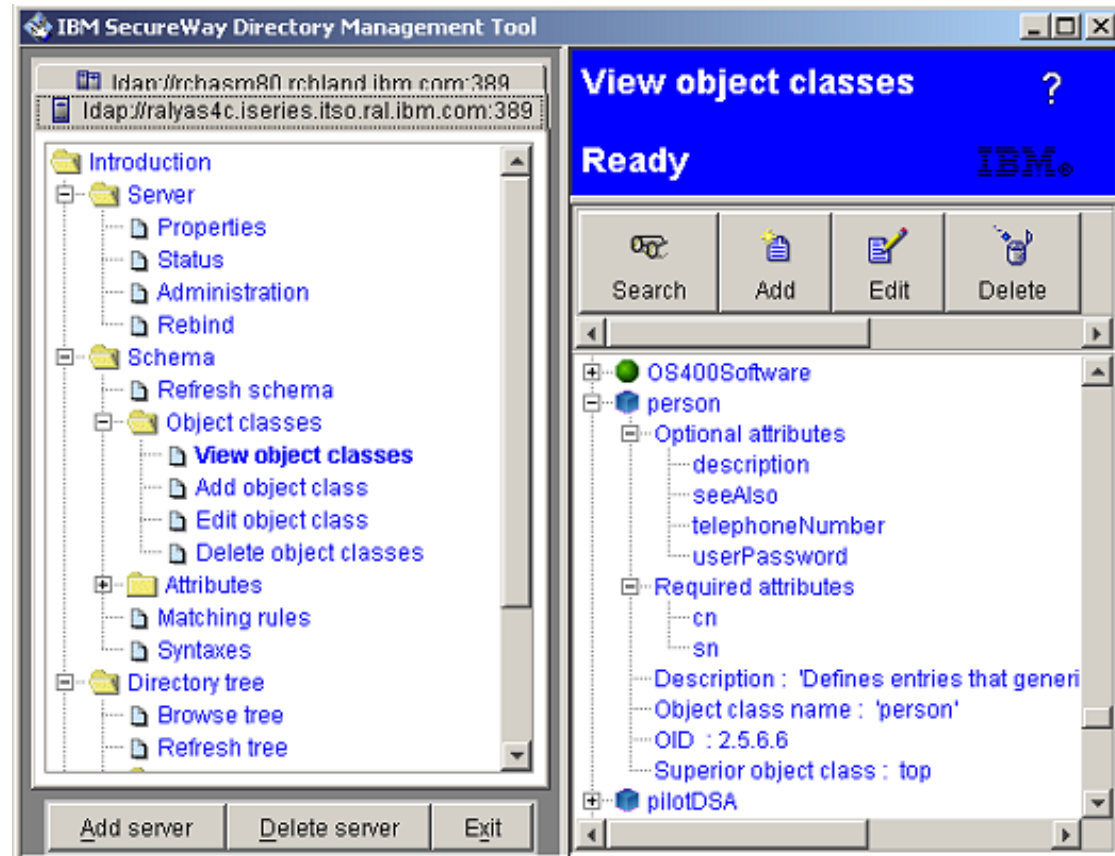 IBM SecureWay Directory Management Tool
ldap://rchasm80.rchland.ibm.com:389
ldap://ralyas4c.iseries.itso.ral.ibm.com:389
Introduction
Server
Properties
Status
Administration
Rebind
Schema
Refresh schema
Object classes
View object classes
Add object class
Edit object class
Delete object classes
Attributes
Matching rules
Syntaxes
Directory tree
Browse tree
Refresh tree
Add server
Delete server
Exit
View object classes ?
Ready IBM®
Search Add Edit Delete
OS400Software
person
Optional attributes
description
seeAlso
telephoneNumber
userPassword
Required attributes
cn
sn
Description : 'Defines entries that generi
Object class name : 'person'
OID : 2.5.6.6
Superior object class : top
pilotDSA